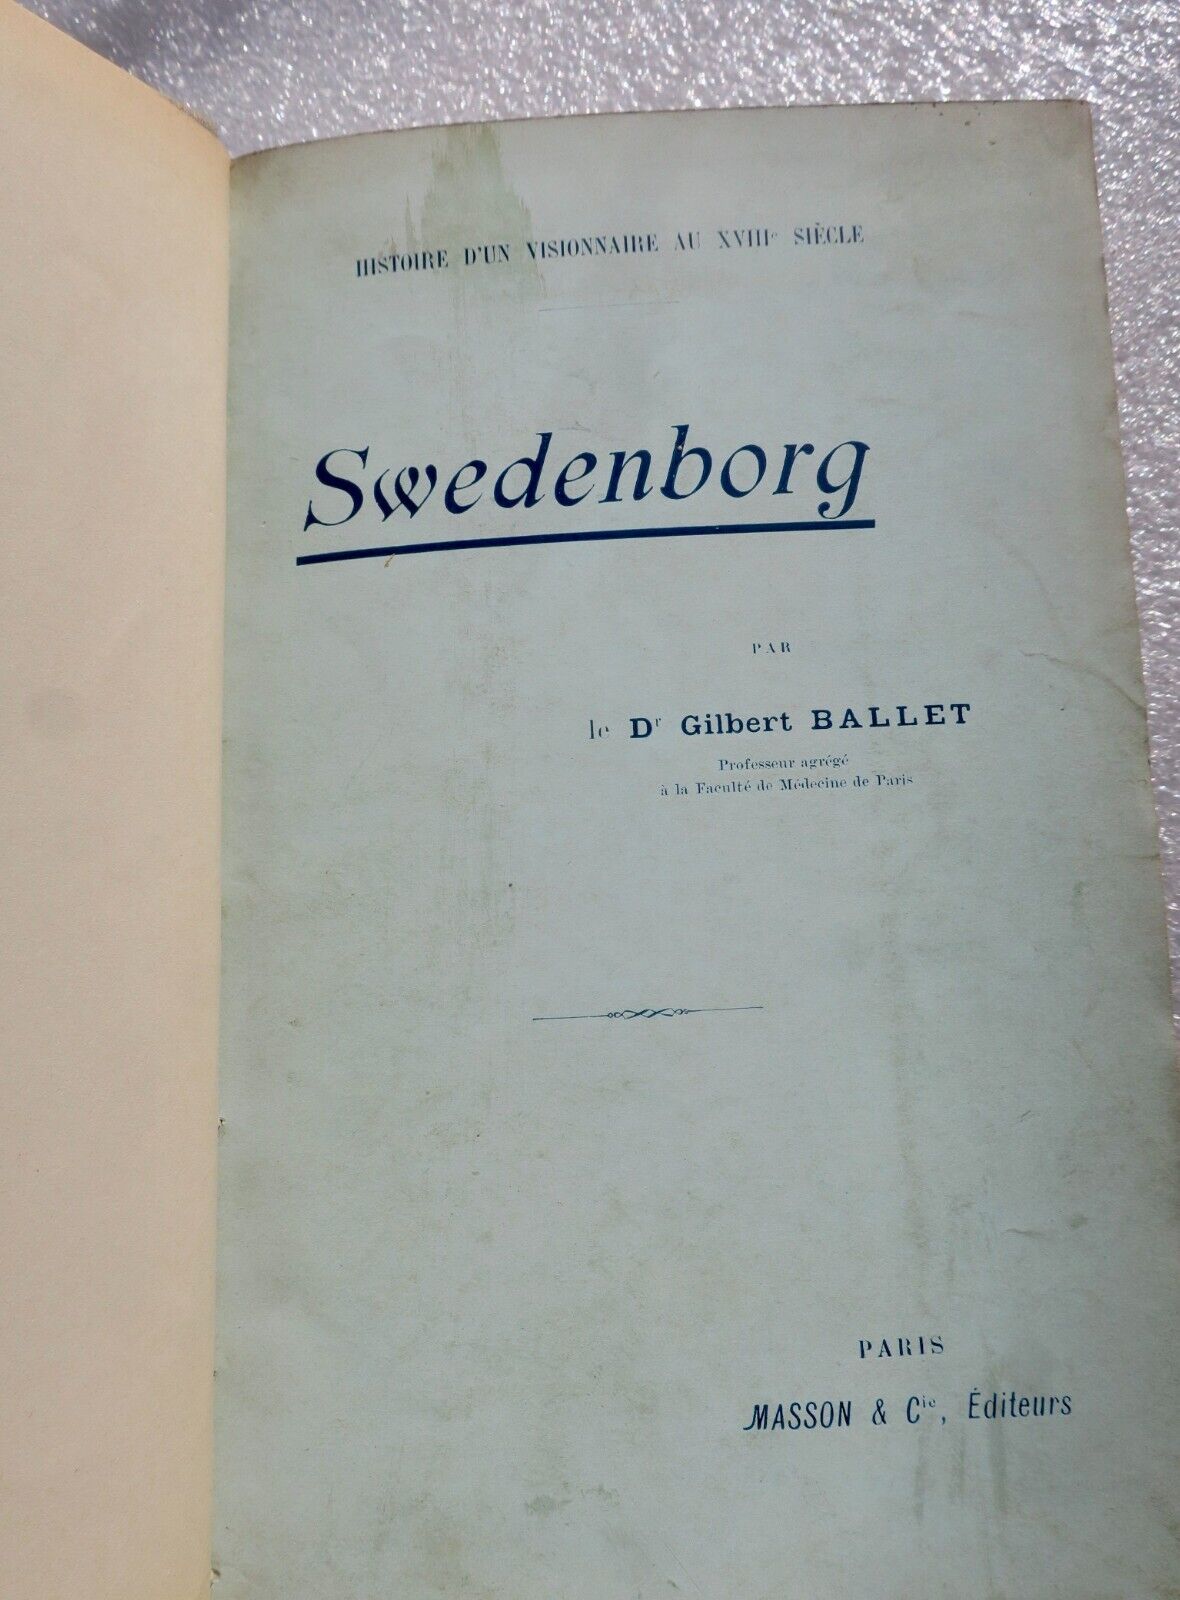 HISTOIRE D'UN VISIONNAIRE AU XVIIIe SIÈCLE
Swedenborg
PAR
le Dr Gilbert BALLET
Professeur agrégé
à la Faculté de Médecine de Paris
PARIS
MASSON & Cie, Éditeurs